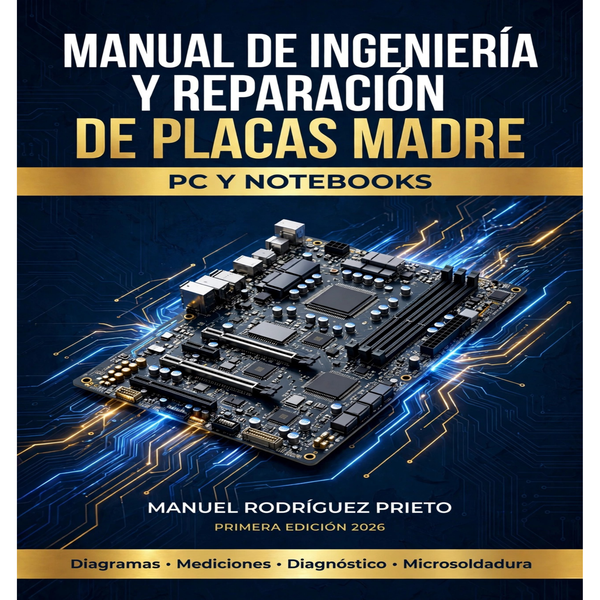 MANUAL DE INGENIERÍA
Y REPARACIÓN
DE PLACAS MADRE
PC Y NOTEBOOKS
MANUEL RODRÍGUEZ PRIETO
PRIMERA EDICIÓN 2026
Diagramas • Mediciones • Diagnóstico • Microsoldadura